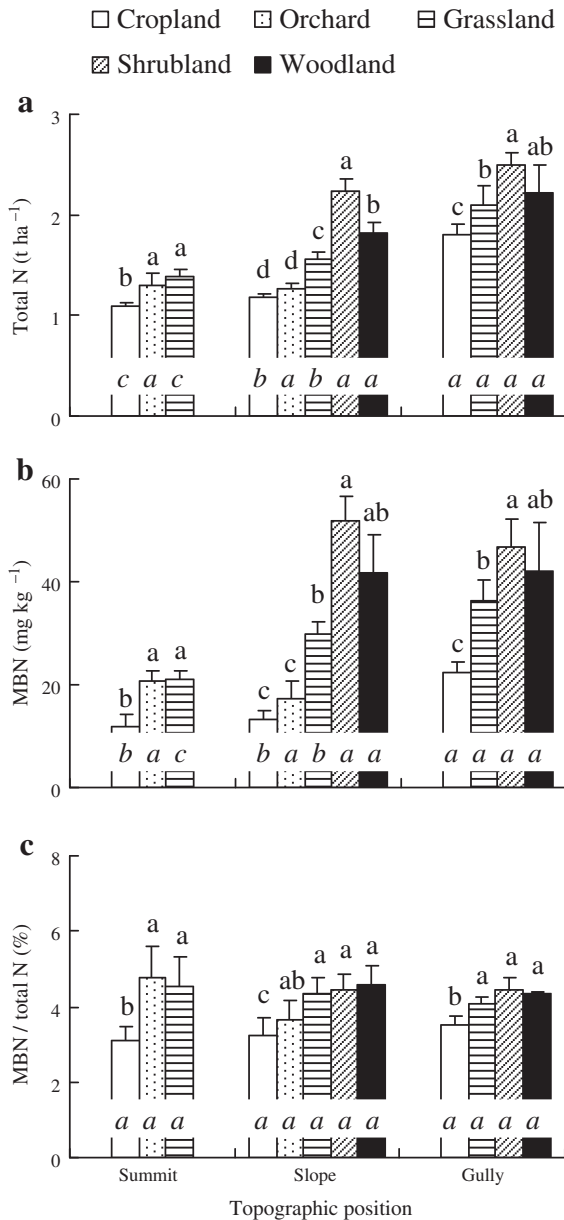 Cropland Orchard Grassland
Shrubland Woodland
a
3
2
1
0
Total N (t ha⁻¹)
b a a
d d c a b
c b a ab
c a c
b a b a a
a a a a
b
60
40
20
0
MBN (mg kg⁻¹)
b a a
c c b a ab
c b a ab
b a c
b a b a a
a a a a
c
8
6
4
2
0
MBN / total N (%)
b a a
c ab a a a
b a a a
a a a
a a a a a
a a a a
Summit Slope Gully
Topographic position